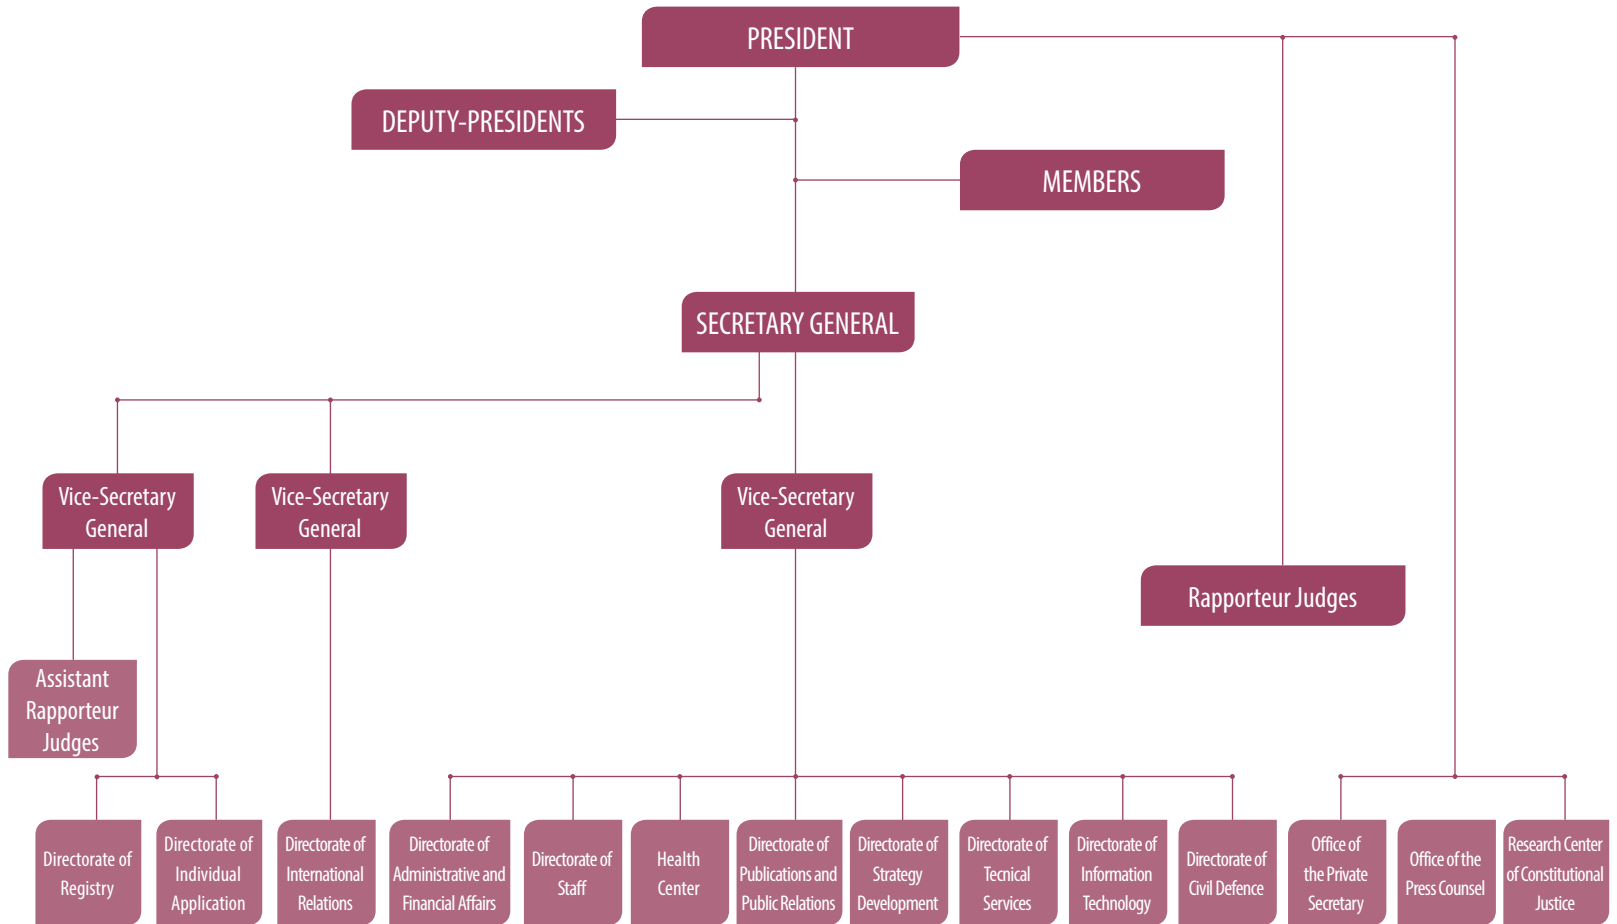 PRESIDENT
DEPUTY-PRESIDENTS
MEMBERS
SECRETARY GENERAL
Vice-Secretary
General
Vice-Secretary
General
Vice-Secretary
General
Rapporteur Judges
Assistant
Rapporteur
Judges
Directorate of
Registry
Directorate of
Individual
Application
Directorate of
International
Relations
Directorate of
Administrative and
Financial Affairs
Directorate of
Staff
Health
Center
Directorate of
Publications and
Public Relations
Directorate of
Strategy
Development
Directorate of
Tecnical
Services
Directorate of
Information
Technology
Directorate of
Civil Defence
Office of
the Private
Secretary
Office of the
Press Counsel
Research Center
of Constitutional
Justice